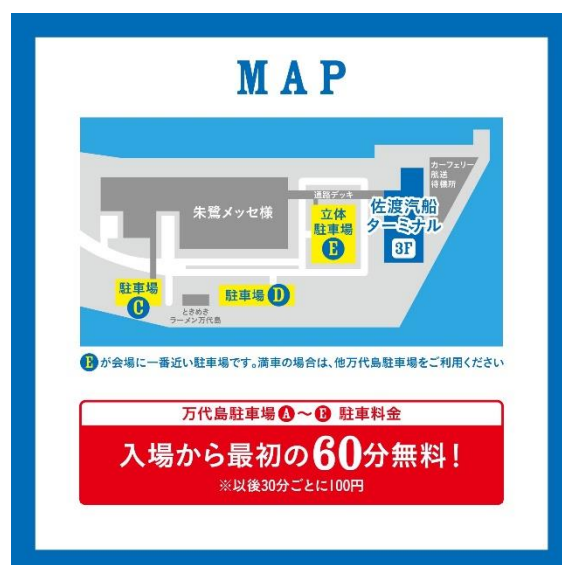 MAP
カーフェリー
航送
待機所
連絡デッキ
朱鷺メッセ様
立体
駐車場
E
佐渡汽船
ターミナル
3F
駐車場
C
駐車場 D
ときめき
ラーメン万代島
Eが会場に一番近い駐車場です。満車の場合は、他万代島駐車場をご利用ください
万代島駐車場A～E 駐車料金
入場から最初の60分無料！
※以後30分ごとに100円